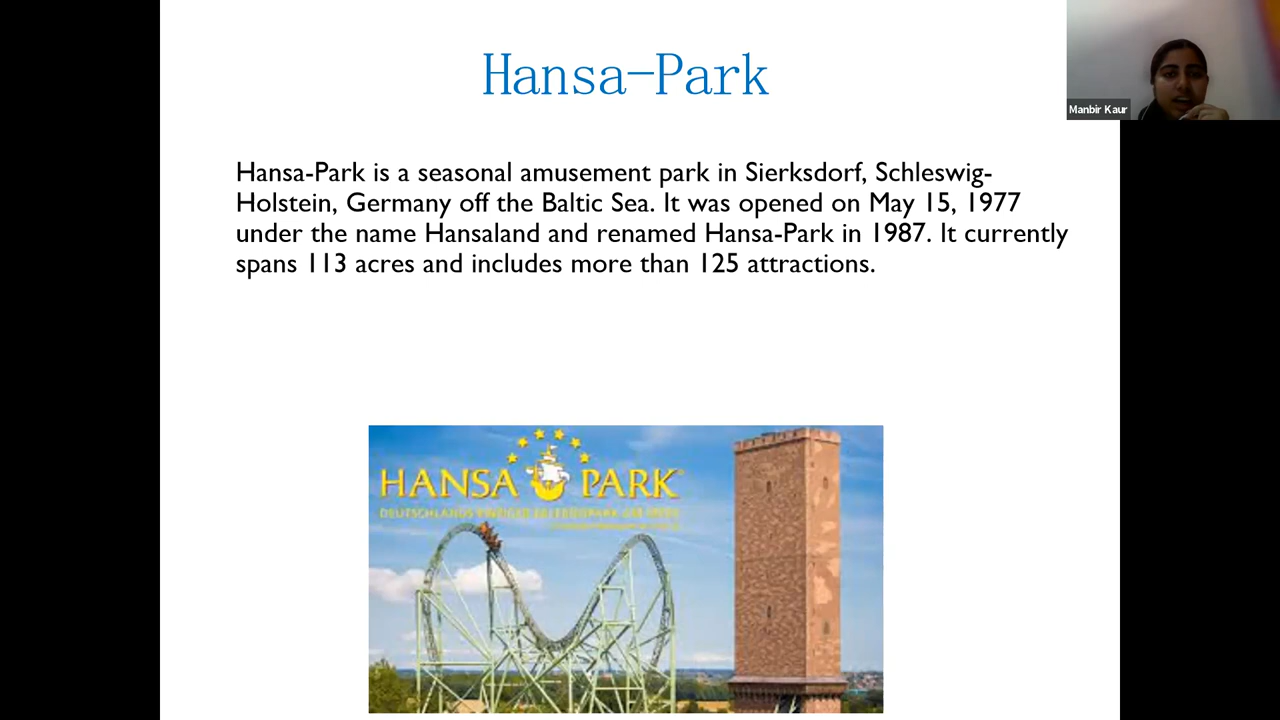 Hansa-Park
Manbir Kaur
Hansa-Park is a seasonal amusement park in Sierksdorf, Schleswig-
Holstein, Germany off the Baltic Sea. It was opened on May 15, 1977
under the name Hansaland and renamed Hansa-Park in 1987. It currently
spans 113 acres and includes more than 125 attractions.
HANSA PARK
DEUTSCHLANDS